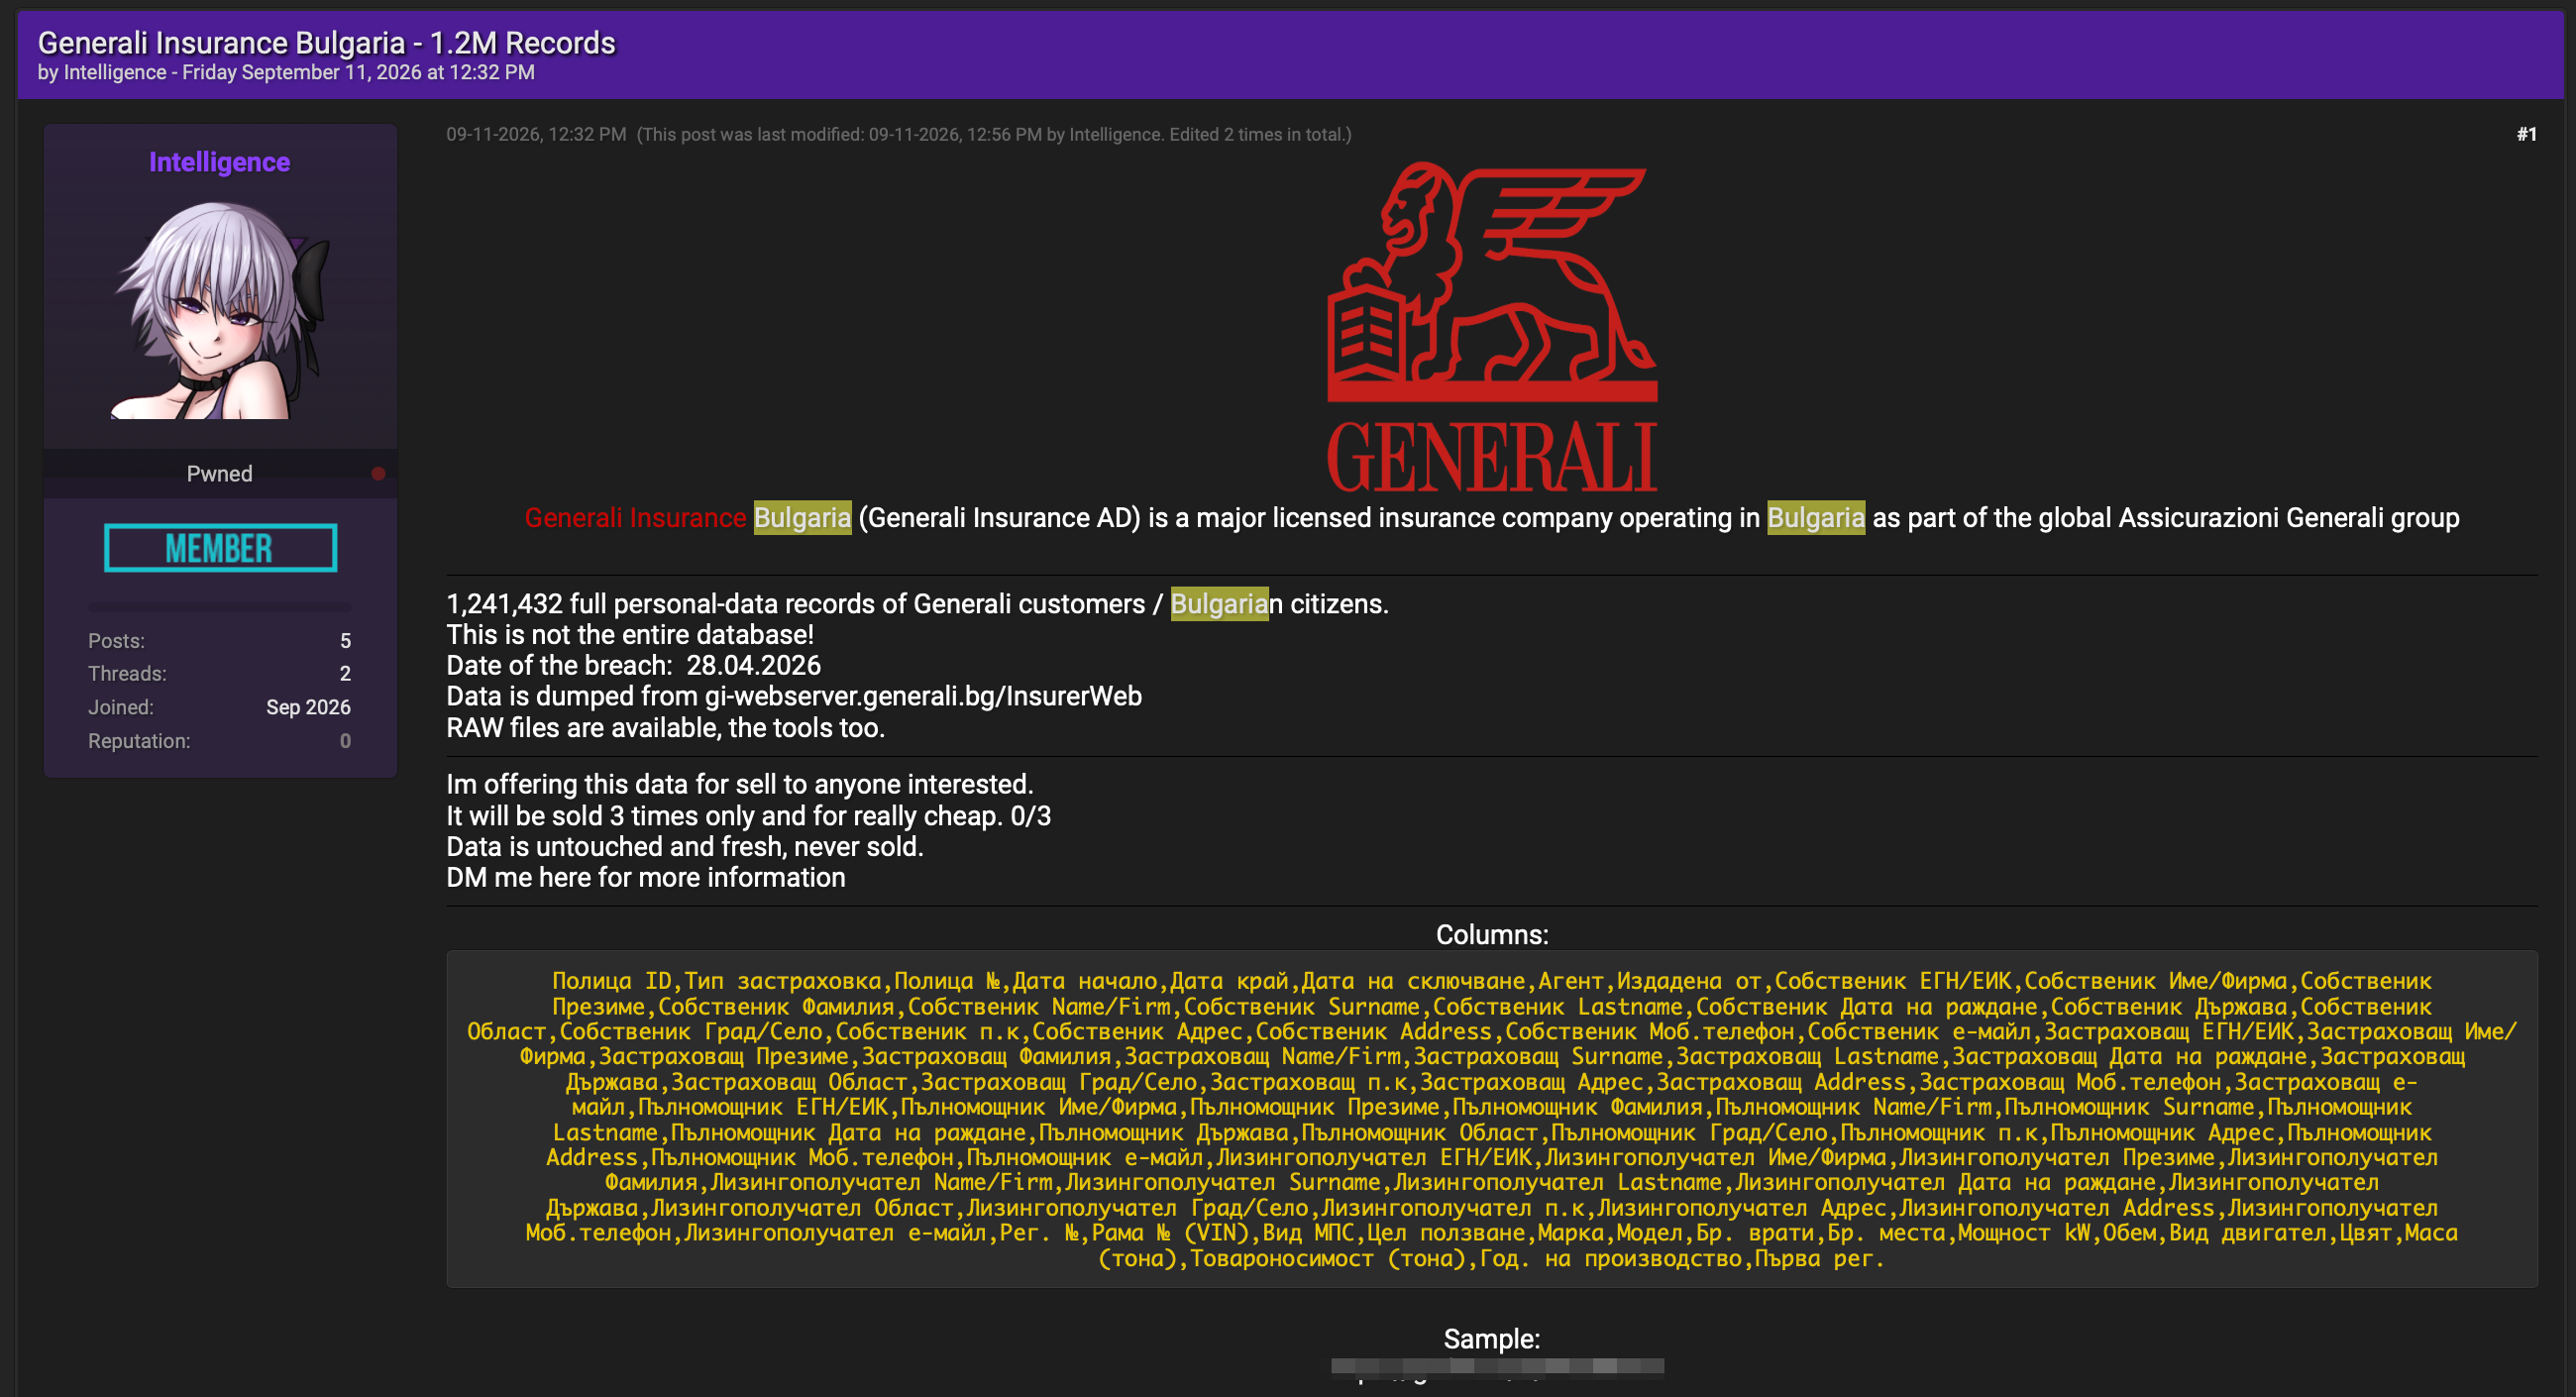 Generali Insurance Bulgaria - 1.2M Records
by Intelligence - Friday September 11, 2026 at 12:32 PM
09-11-2026, 12:32 PM (This post was last modified: 09-11-2026, 12:56 PM by Intelligence. Edited 2 times in total.)
#1
Intelligence
Pwned
MEMBER
Posts: 5
Threads: 2
Joined: Sep 2026
Reputation: 0
GENERALI
Generali Insurance Bulgaria (Generali Insurance AD) is a major licensed insurance company operating in Bulgaria as part of the global Assicurazioni Generali group
1,241,432 full personal-data records of Generali customers / Bulgarian citizens.
This is not the entire database!
Date of the breach: 28.04.2026
Data is dumped from gi-webserver.generali.bg/InsurerWeb
RAW files are available, the tools too.
Im offering this data for sell to anyone interested.
It will be sold 3 times only and for really cheap. 0/3
Data is untouched and fresh, never sold.
DM me here for more information
Columns:
Полица ID,Тип застраховка,Полица №,Дата начало,Дата край,Дата на сключване,Агент,Издадена от,Собственик ЕГН/ЕИК,Собственик Име/Фирма,Собственик
Презиме,Собственик Фамилия,Собственик Name/Firm,Собственик Surname,Собственик Lastname,Собственик Дата на раждане,Собственик Държава,Собственик
Област,Собственик Град/Село,Собственик п.к,Собственик Адрес,Собственик Address,Собственик Моб.телефон,Собственик е-майл,Застраховащ ЕГН/ЕИК,Застраховащ Име/
Фирма,Застраховащ Презиме,Застраховащ Фамилия,Застраховащ Name/Firm,Застраховащ Surname,Застраховащ Lastname,Застраховащ Дата на раждане,Застраховащ
Държава,Застраховащ Област,Застраховащ Град/Село,Застраховащ п.к,Застраховащ Адрес,Застраховащ Address,Застраховащ Моб.телефон,Застраховащ е-
майл,Пълномощник ЕГН/ЕИК,Пълномощник Име/Фирма,Пълномощник Презиме,Пълномощник Фамилия,Пълномощник Name/Firm,Пълномощник Surname,Пълномощник
Lastname,Пълномощник Дата на раждане,Пълномощник Държава,Пълномощник Област,Пълномощник Град/Село,Пълномощник п.к,Пълномощник Адрес,Пълномощник
Address,Пълномощник Моб.телефон,Пълномощник е-майл,Лизингополучател ЕГН/ЕИК,Лизингополучател Име/Фирма,Лизингополучател Презиме,Лизингополучател
Фамилия,Лизингополучател Name/Firm,Лизингополучател Surname,Лизингополучател Lastname,Лизингополучател Дата на раждане,Лизингополучател
Държава,Лизингополучател Област,Лизингополучател Град/Село,Лизингополучател п.к,Лизингополучател Адрес,Лизингополучател Address,Лизингополучател
Моб.телефон,Лизингополучател е-майл,Рег. №,Рама № (VIN),Вид МПС,Цел ползване,Марка,Модел,Бр. врати,Бр. места,Мощност kW,Обем,Вид двигател,Цвят,Маса
(тона),Товароносимост (тона),Год. на производство,Първа рег.
Sample: